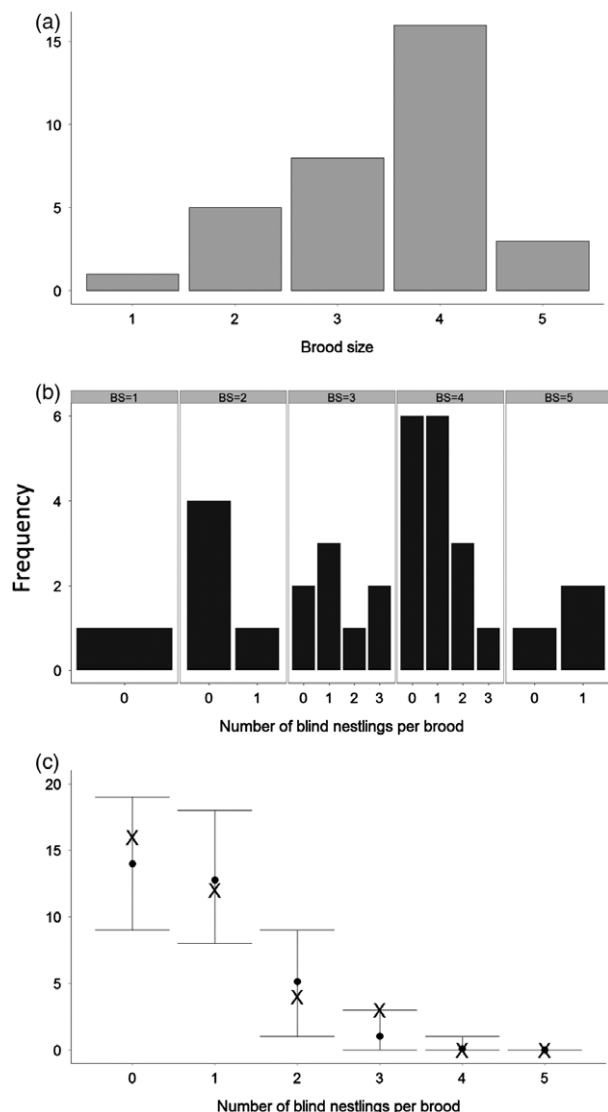 (a)
15
10
5
0
1 2 3 4 5
Brood size
(b)
BS=1 BS=2 BS=3 BS=4 BS=5
6
4
2
0
Frequency
0 0 1 0 1 2 3 0 1 2 3 0 1
Number of blind nestlings per brood
(c)
20
15
10
5
0
0 1 2 3 4 5
Number of blind nestlings per brood